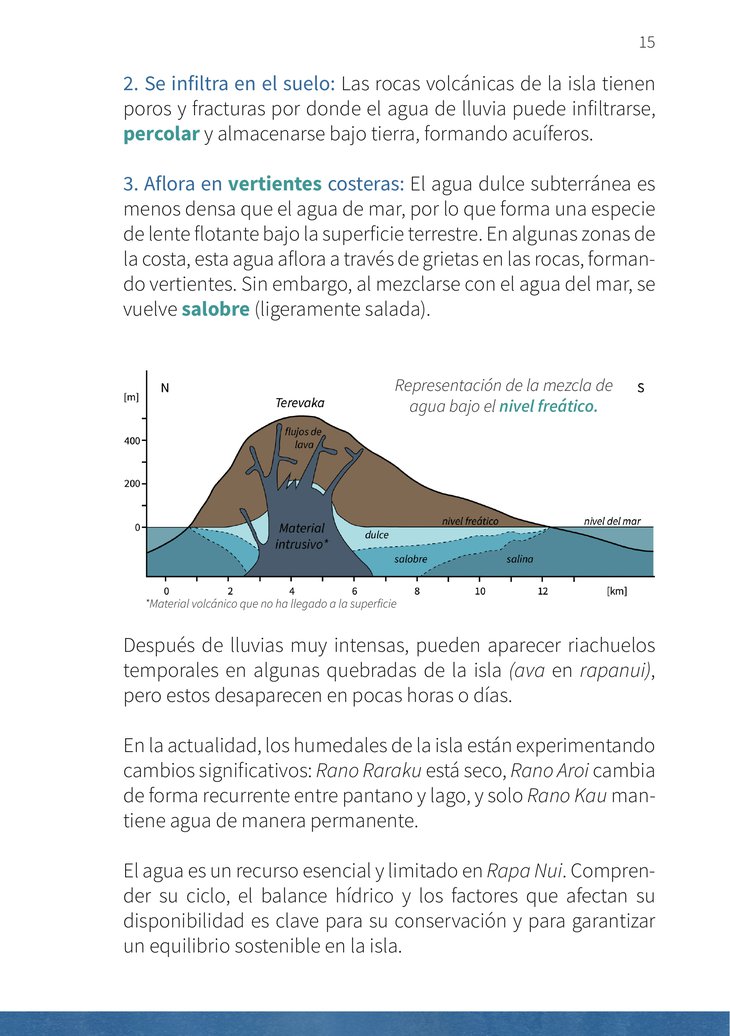 15
2. Se infiltra en el suelo: Las rocas volcánicas de la isla tienen
poros y fracturas por donde el agua de lluvia puede infiltrarse,
percolar y almacenarse bajo tierra, formando acuíferos.
3. Aflora en vertientes costeras: El agua dulce subterránea es
menos densa que el agua de mar, por lo que forma una especie
de lente flotante bajo la superficie terrestre. En algunas zonas de
la costa, esta agua aflora a través de grietas en las rocas, forman-
do vertientes. Sin embargo, al mezclarse con el agua del mar, se
vuelve salobre (ligeramente salada).
N
Representación de la mezcla de
agua bajo el nivel freático.
S
[m]
Terevaka
flujos de
lava
400
200
0
nivel freático
nivel del mar
Material
intrusivo*
dulce
salobre
salina
0 2 4 6 8 10 12 [km]
*Material volcánico que no ha llegado a la superficie
Después de lluvias muy intensas, pueden aparecer riachuelos
temporales en algunas quebradas de la isla (ava en rapanui),
pero estos desaparecen en pocas horas o días.
En la actualidad, los humedales de la isla están experimentando
cambios significativos: Rano Raraku está seco, Rano Aroi cambia
de forma recurrente entre pantano y lago, y solo Rano Kau man-
tiene agua de manera permanente.
El agua es un recurso esencial y limitado en Rapa Nui. Compren-
der su ciclo, el balance hídrico y los factores que afectan su
disponibilidad es clave para su conservación y para garantizar
un equilibrio sostenible en la isla.